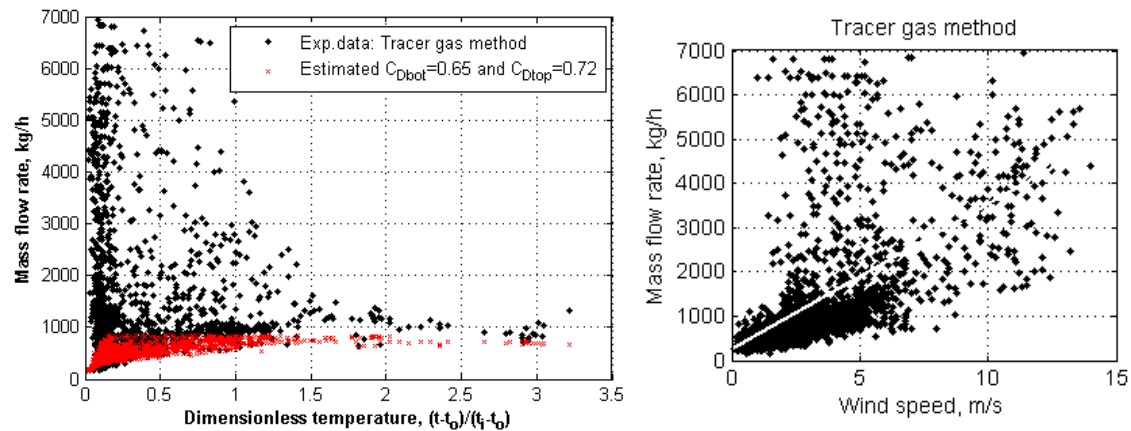 7000
6000
5000
4000
3000
2000
1000
0
Mass flow rate, kg/h
Exp.data: Tracer gas method
Estimated C_Dbot=0.65 and C_Dtop=0.72
0 0.5 1 1.5 2 2.5 3 3.5
Dimensionless temperature, (t-t_o)/(t_i-t_o)
Tracer gas method
7000
6000
5000
4000
3000
2000
1000
0
Mass flow rate, kg/h
0 5 10 15
Wind speed, m/s